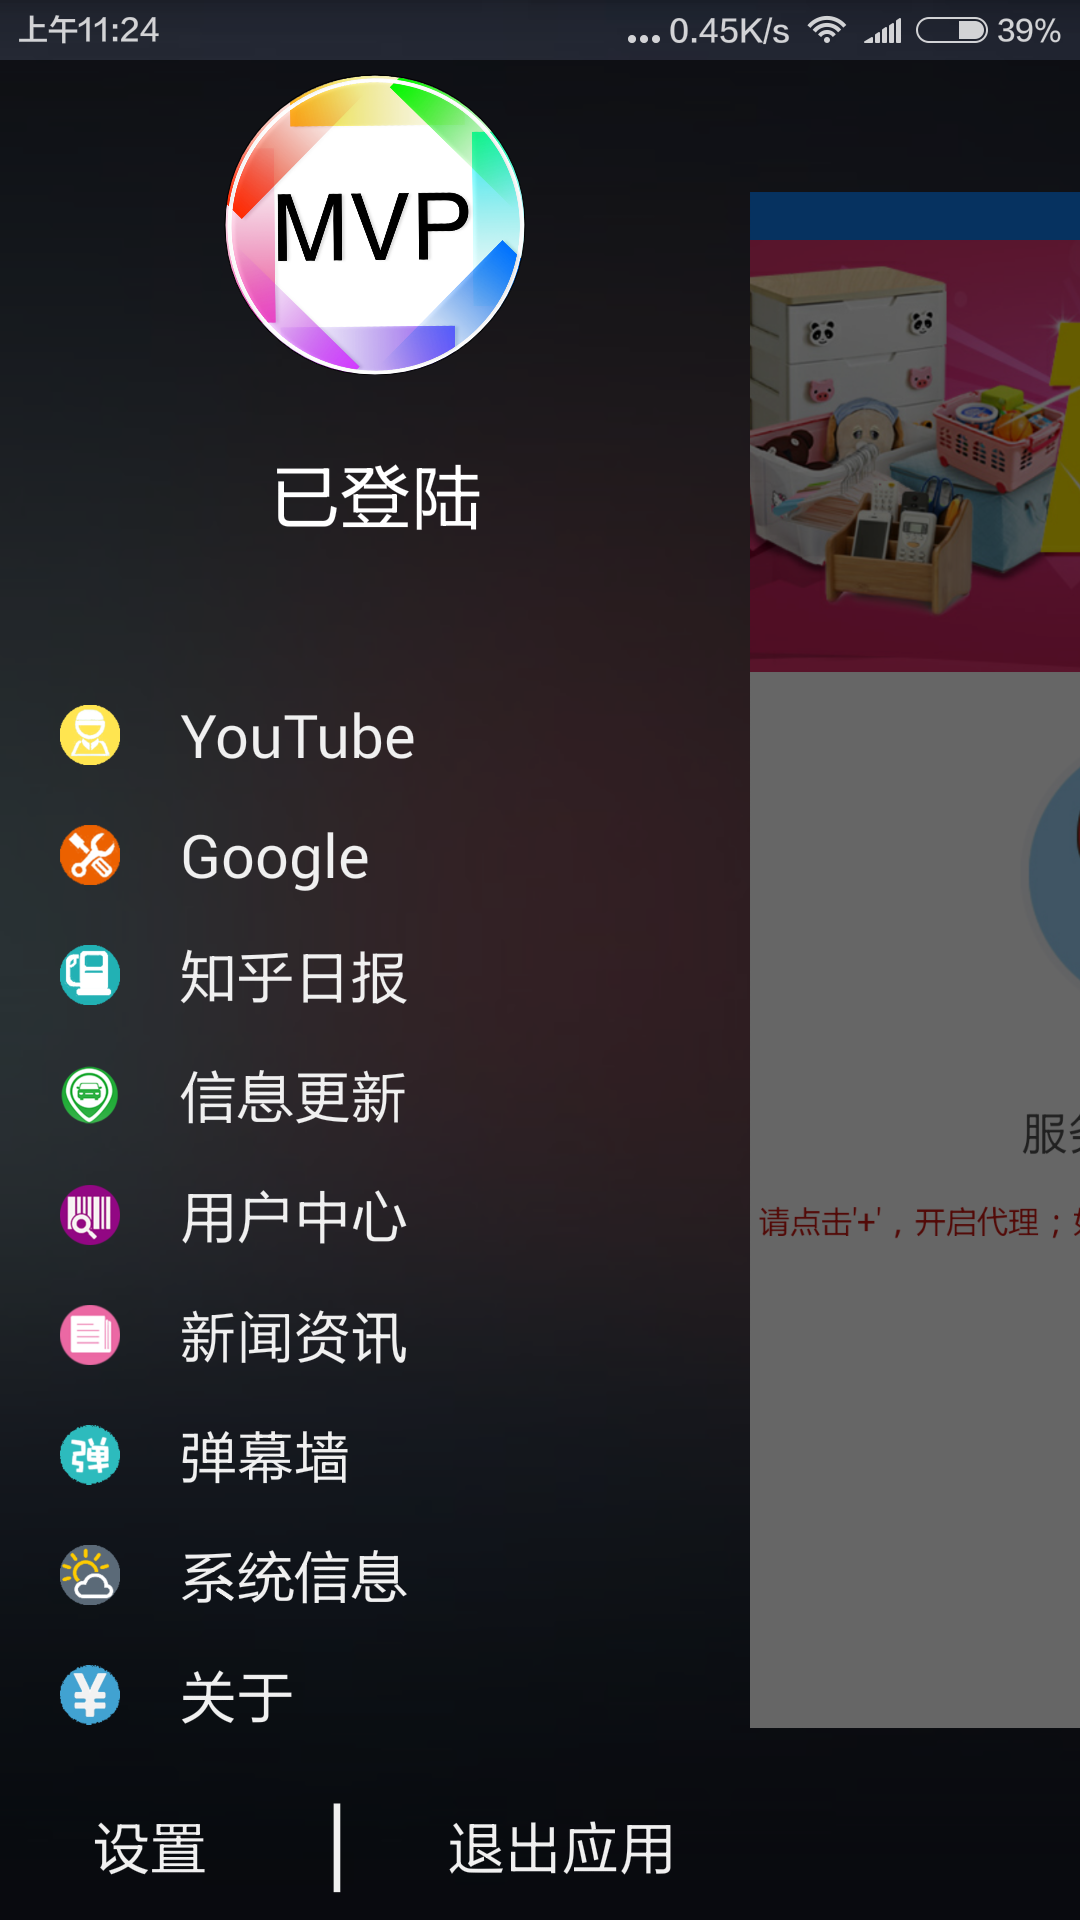 上午11:24
... 0.45K/s 39%
MVP
已登陆
YouTube
Google
知乎日报
服务
信息更新
请点击'+'，开启代理；如
用户中心
新闻资讯
弹
弹幕墙
系统信息
¥
关于
设置
退出应用